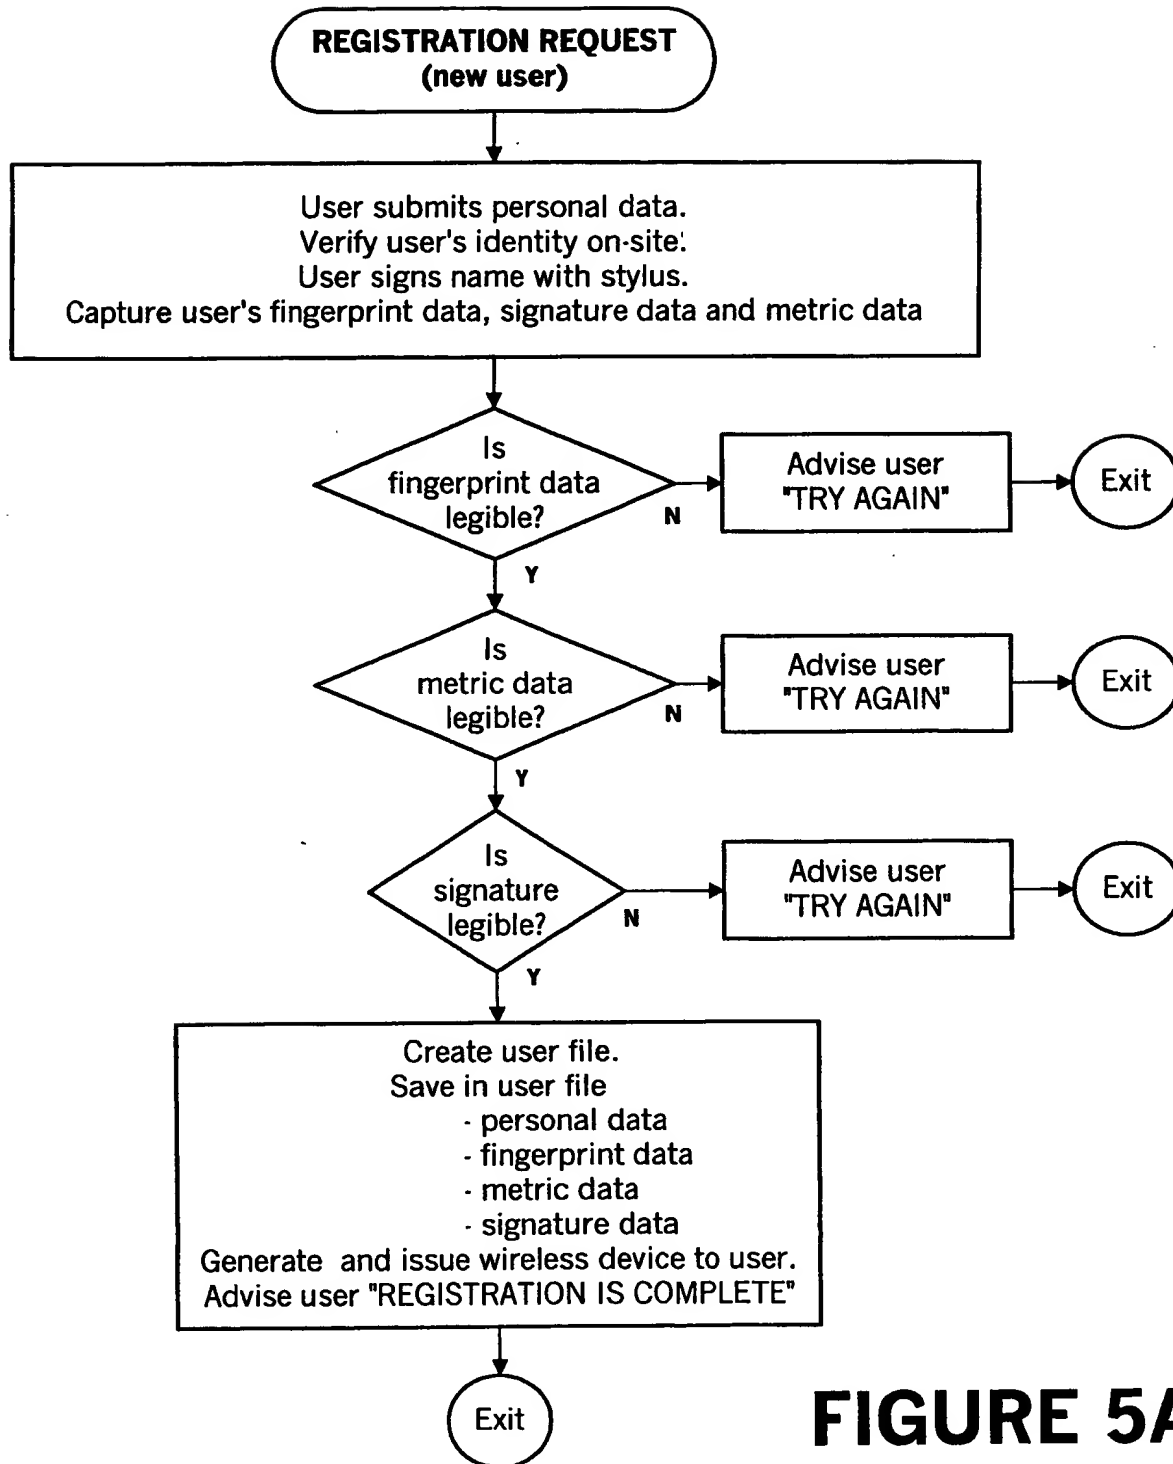 REGISTRATION REQUEST
(new user)
User submits personal data.
Verify user's identity on-site.
User signs name with stylus.
Capture user's fingerprint data, signature data and metric data
Is
fingerprint data
legible?
N
Advise user
"TRY AGAIN"
Exit
Y
Is
metric data
legible?
N
Advise user
"TRY AGAIN"
Exit
Y
Is
signature
legible?
N
Advise user
"TRY AGAIN"
Exit
Y
Create user file.
Save in user file
- personal data
- fingerprint data
- metric data
- signature data
Generate and issue wireless device to user.
Advise user "REGISTRATION IS COMPLETE"
Exit
FIGURE 5A